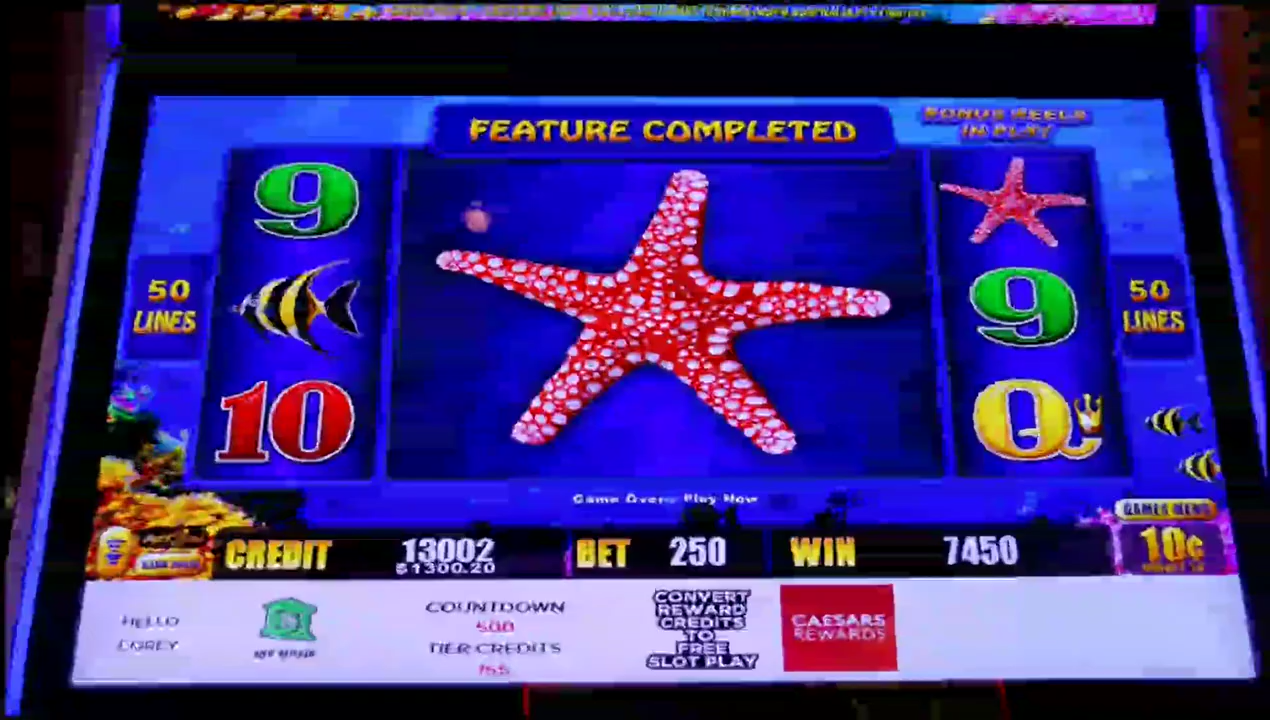 FEATURE COMPLETED
BONUS REELS
IN PLAY
9
50
LINES
9
50
LINES
10
Q
Game Over - Play Now
GAMES MENU
CREDIT
13002
$1300.20
BET
250
WIN
7450
10¢
HELLO
COREY
COUNTDOWN
500
TIER CREDITS
155
CONVERT
REWARD
CREDITS
TO
FREE
SLOT PLAY
CAESARS
REWARDS